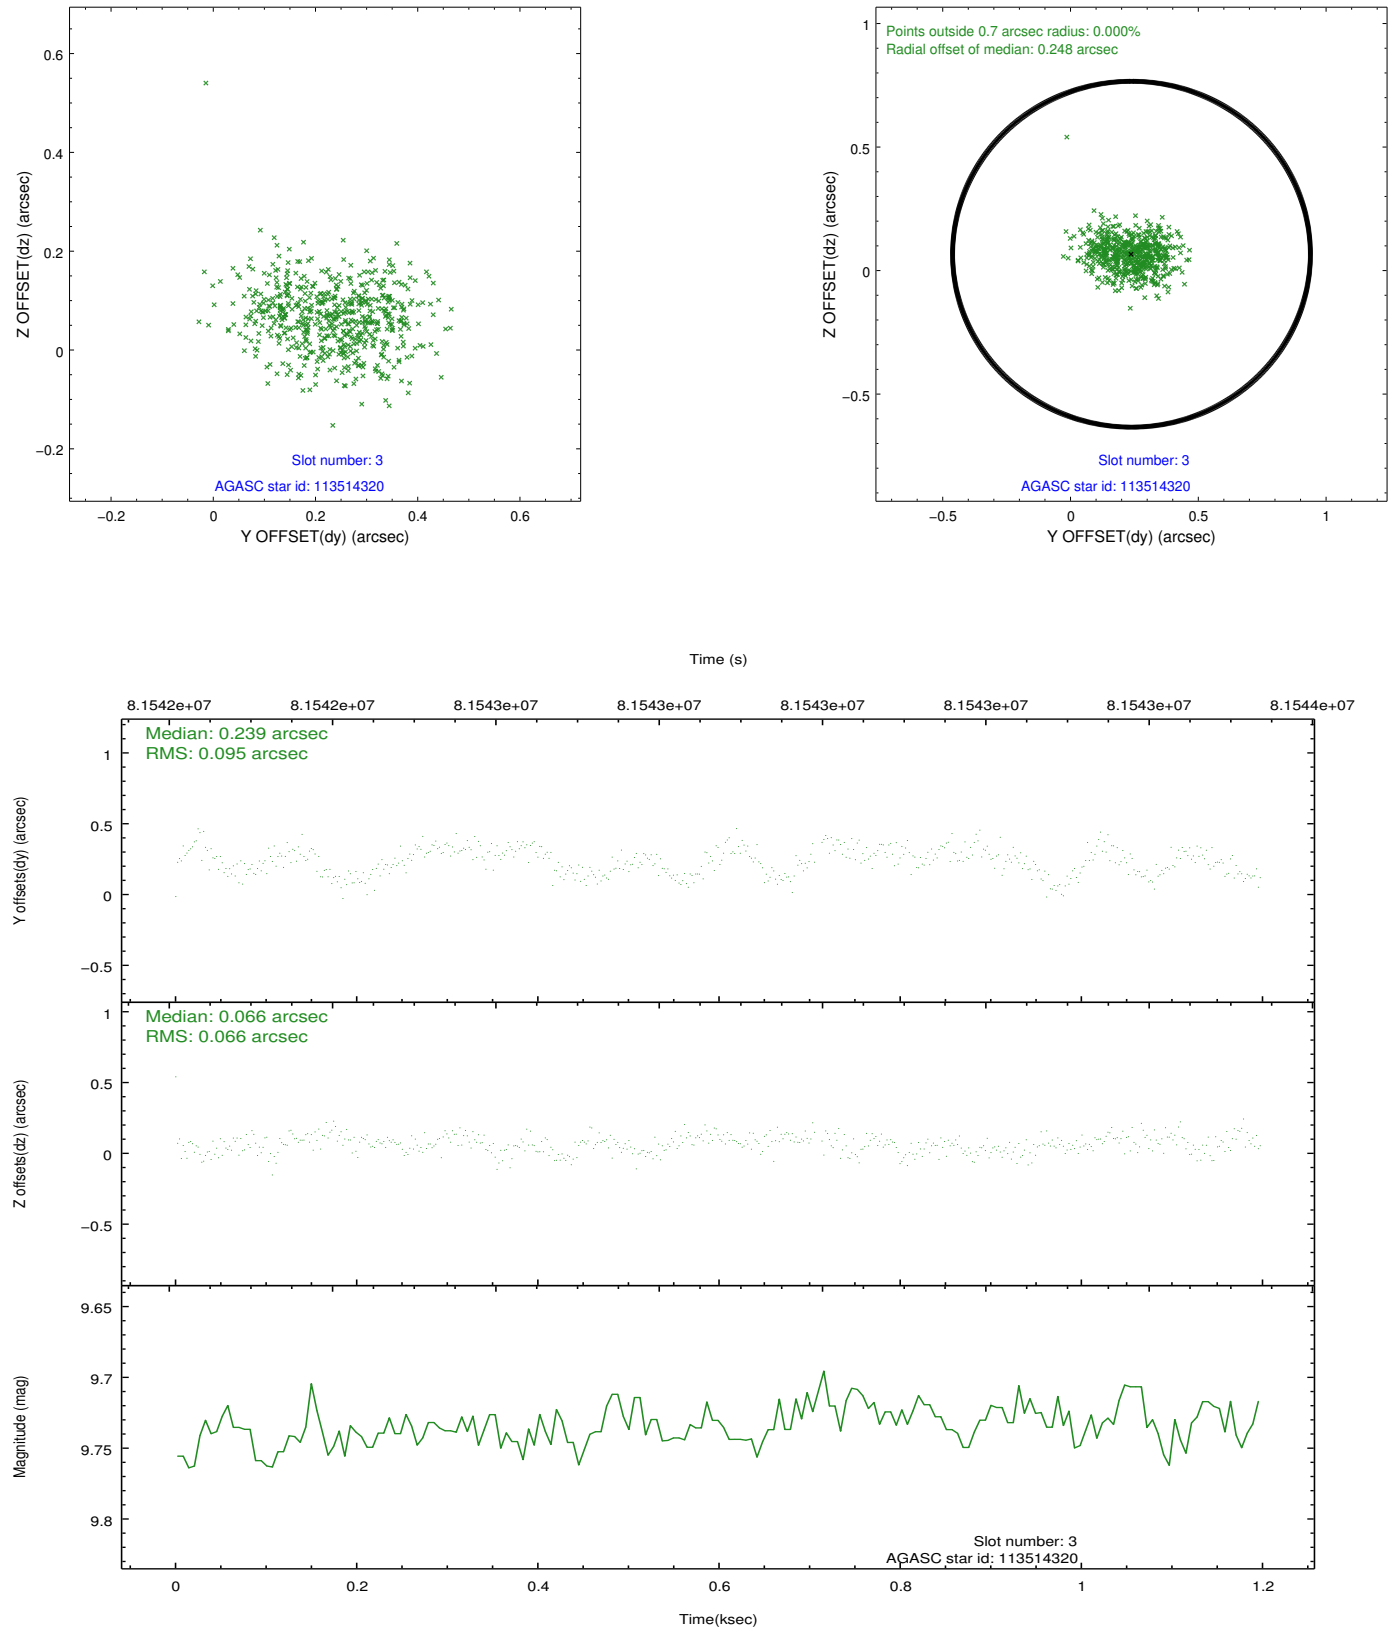 0.6
0.4
0.2
0
−0.2
Z OFFSET(dz) (arcsec)
Slot number: 3
AGASC star id: 113514320
−0.2 0 0.2 0.4 0.6
Y OFFSET(dy) (arcsec)
Points outside 0.7 arcsec radius: 0.000%
Radial offset of median: 0.248 arcsec
1
0.5
0
−0.5
Z OFFSET(dz) (arcsec)
Slot number: 3
AGASC star id: 113514320
−0.5 0 0.5 1
Y OFFSET(dy) (arcsec)
Time (s)
8.1542e+07 8.1542e+07 8.1543e+07 8.1543e+07 8.1543e+07 8.1543e+07 8.1543e+07 8.1544e+07
Median: 0.239 arcsec
RMS: 0.095 arcsec
1
0.5
0
−0.5
Y offsets(dy) (arcsec)
Median: 0.066 arcsec
RMS: 0.066 arcsec
1
0.5
0
−0.5
Z offsets(dz) (arcsec)
9.65
9.7
9.75
9.8
Magnitude (mag)
Slot number: 3
AGASC star id: 113514320
0 0.2 0.4 0.6 0.8 1 1.2
Time(ksec)